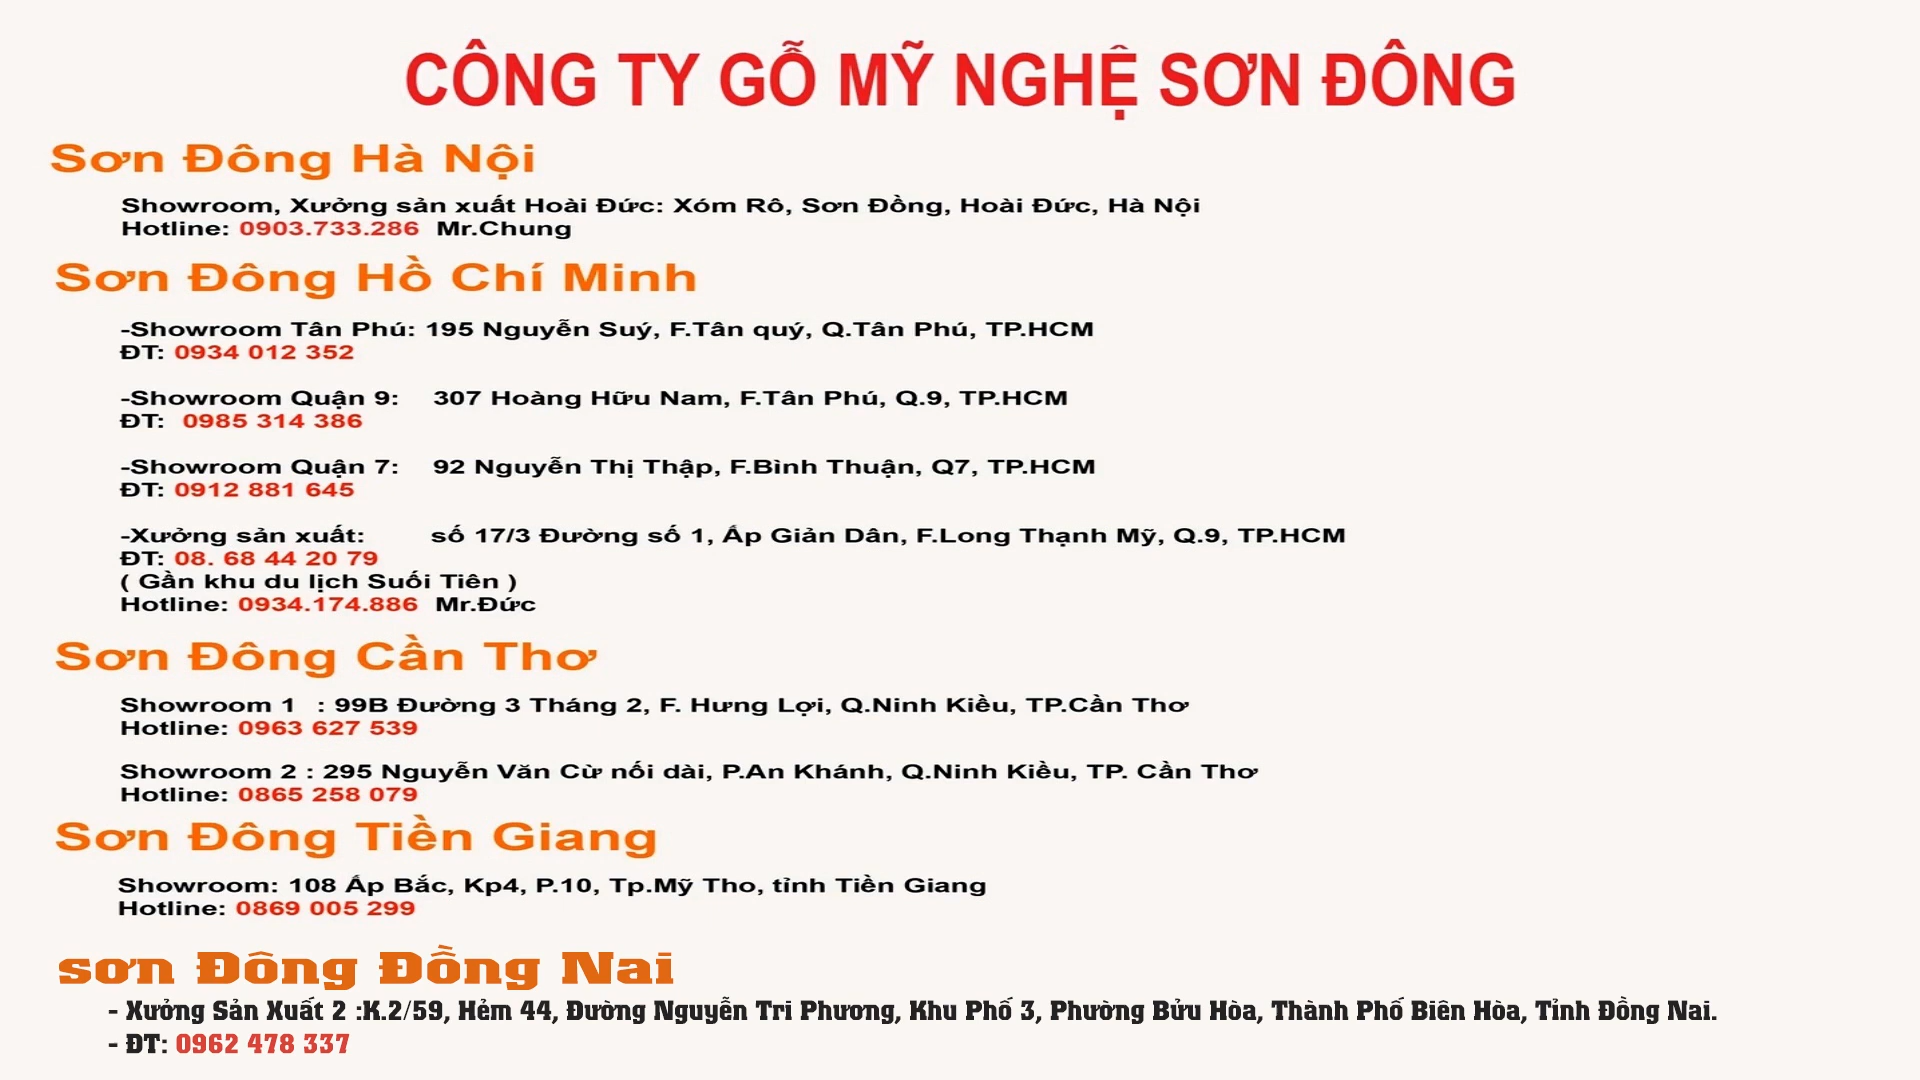 CÔNG TY GỖ MỸ NGHỆ SƠN ĐÔNG
Sơn Đông Hà Nội
Showroom, Xưởng sản xuất Hoài Đức: Xóm Rô, Sơn Đồng, Hoài Đức, Hà Nội
Hotline: 0903.733.286 Mr.Chung
Sơn Đông Hồ Chí Minh
-Showroom Tân Phú: 195 Nguyễn Suý, F.Tân quý, Q.Tân Phú, TP.HCM
ĐT: 0934 012 352
-Showroom Quận 9: 307 Hoàng Hữu Nam, F.Tân Phú, Q.9, TP.HCM
ĐT: 0985 314 386
-Showroom Quận 7: 92 Nguyễn Thị Thập, F.Bình Thuận, Q7, TP.HCM
ĐT: 0912 881 645
-Xưởng sản xuất: số 17/3 Đường số 1, Ấp Giản Dân, F.Long Thạnh Mỹ, Q.9, TP.HCM
ĐT: 08. 68 44 20 79
( Gần khu du lịch Suối Tiên )
Hotline: 0934.174.886 Mr.Đức
Sơn Đông Cần Thơ
Showroom 1 : 99B Đường 3 Tháng 2, F. Hưng Lợi, Q.Ninh Kiều, TP.Cần Thơ
Hotline: 0963 627 539
Showroom 2 : 295 Nguyễn Văn Cừ nối dài, P.An Khánh, Q.Ninh Kiều, TP. Cần Thơ
Hotline: 0865 258 079
Sơn Đông Tiền Giang
Showroom: 108 Ấp Bắc, Kp4, P.10, Tp.Mỹ Tho, tỉnh Tiền Giang
Hotline: 0869 005 299
sơn Đông Đồng Nai
- Xưởng Sản Xuất 2 :K.2/59, Hẻm 44, Đường Nguyễn Tri Phương, Khu Phố 3, Phường Bửu Hòa, Thành Phố Biên Hòa, Tỉnh Đồng Nai.
- ĐT: 0962 478 337